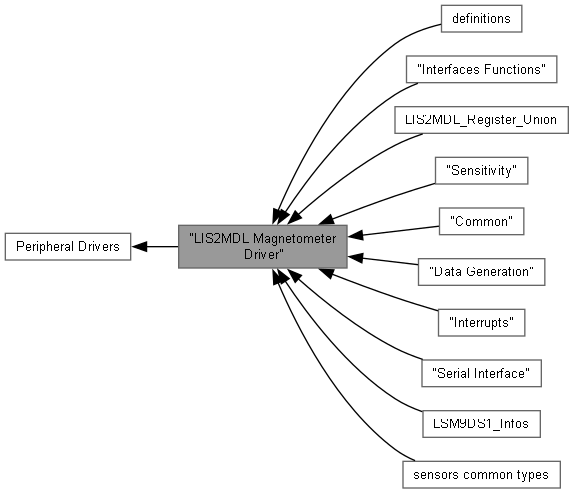 definitions
"Interfaces Functions"
LIS2MDL_Register_Union
"Sensitivity"
"Common"
Peripheral Drivers
"LIS2MDL Magnetometer
Driver"
"Data Generation"
"Interrupts"
"Serial Interface"
LSM9DS1_Infos
sensors common types